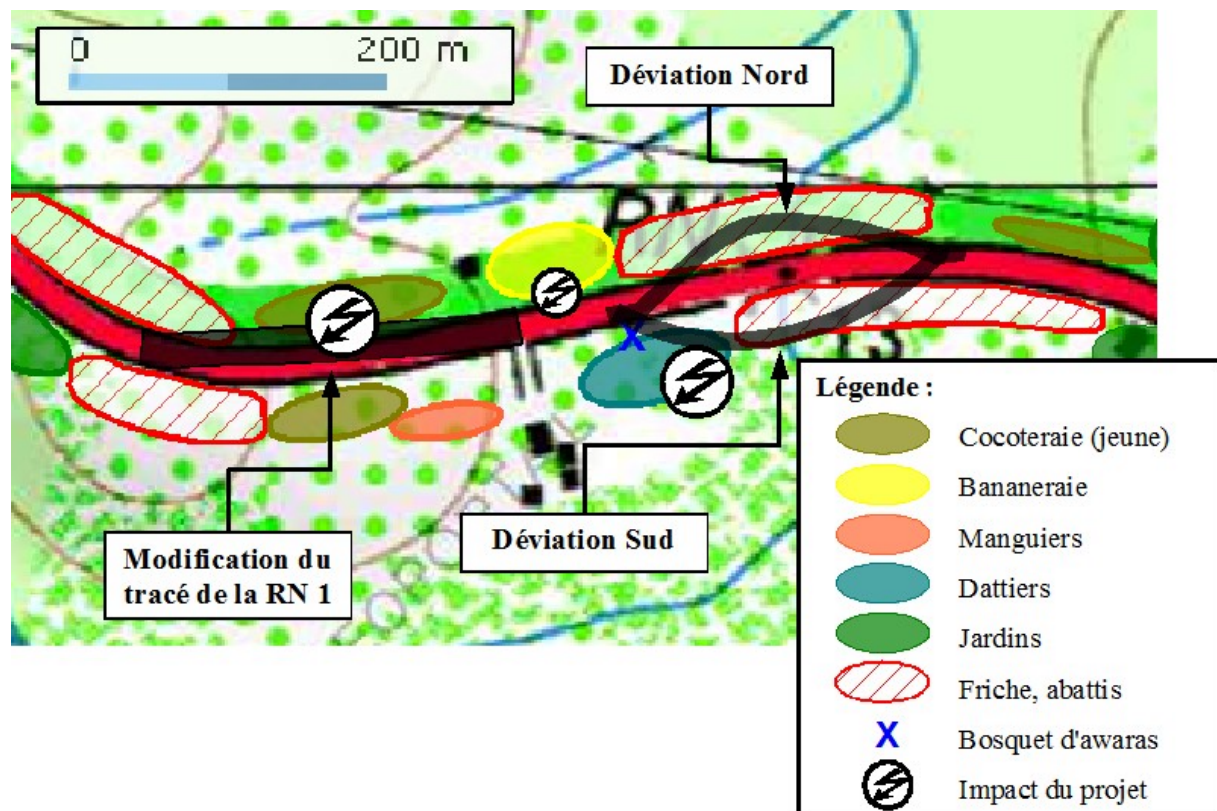 0 200 m
Déviation Nord
Modification du
tracé de la RN 1
Déviation Sud
Légende :
Cocoteraie (jeune)
Bananeraie
Manguiers
Dattiers
Jardins
Friche, abattis
X Bosquet d'awaras
Impact du projet